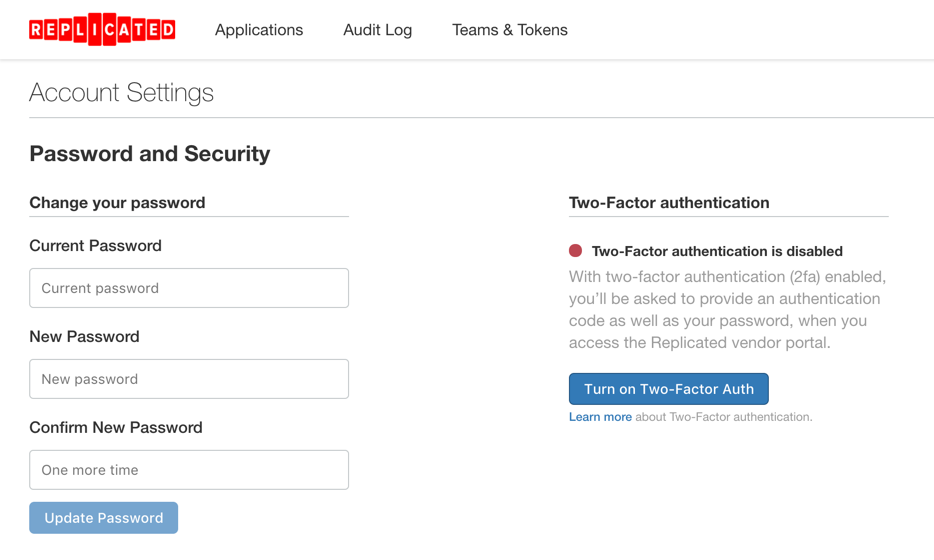 REPLICATED
Applications
Audit Log
Teams & Tokens
Account Settings
Password and Security
Change your password
Current Password
Current password
New Password
New password
Confirm New Password
One more time
Update Password
Two-Factor authentication
Two-Factor authentication is disabled
With two-factor authentication (2fa) enabled,
you’ll be asked to provide an authentication
code as well as your password, when you
access the Replicated vendor portal.
Turn on Two-Factor Auth
Learn more about Two-Factor authentication.